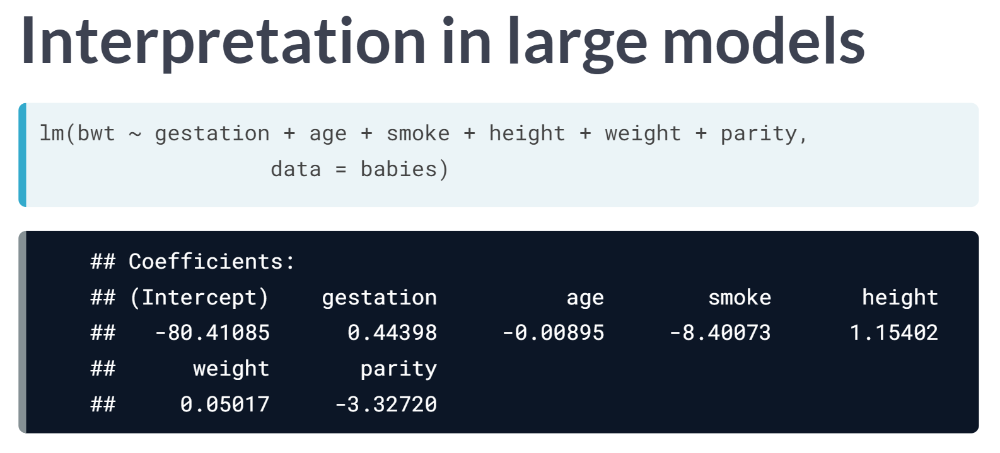 Interpretation in large models
lm(bwt ~ gestation + age + smoke + height + weight + parity,
data = babies)
## Coefficients:
## (Intercept) gestation age smoke height
## -80.41085 0.44398 -0.00895 -8.40073 1.15402
## weight parity
## 0.05017 -3.32720